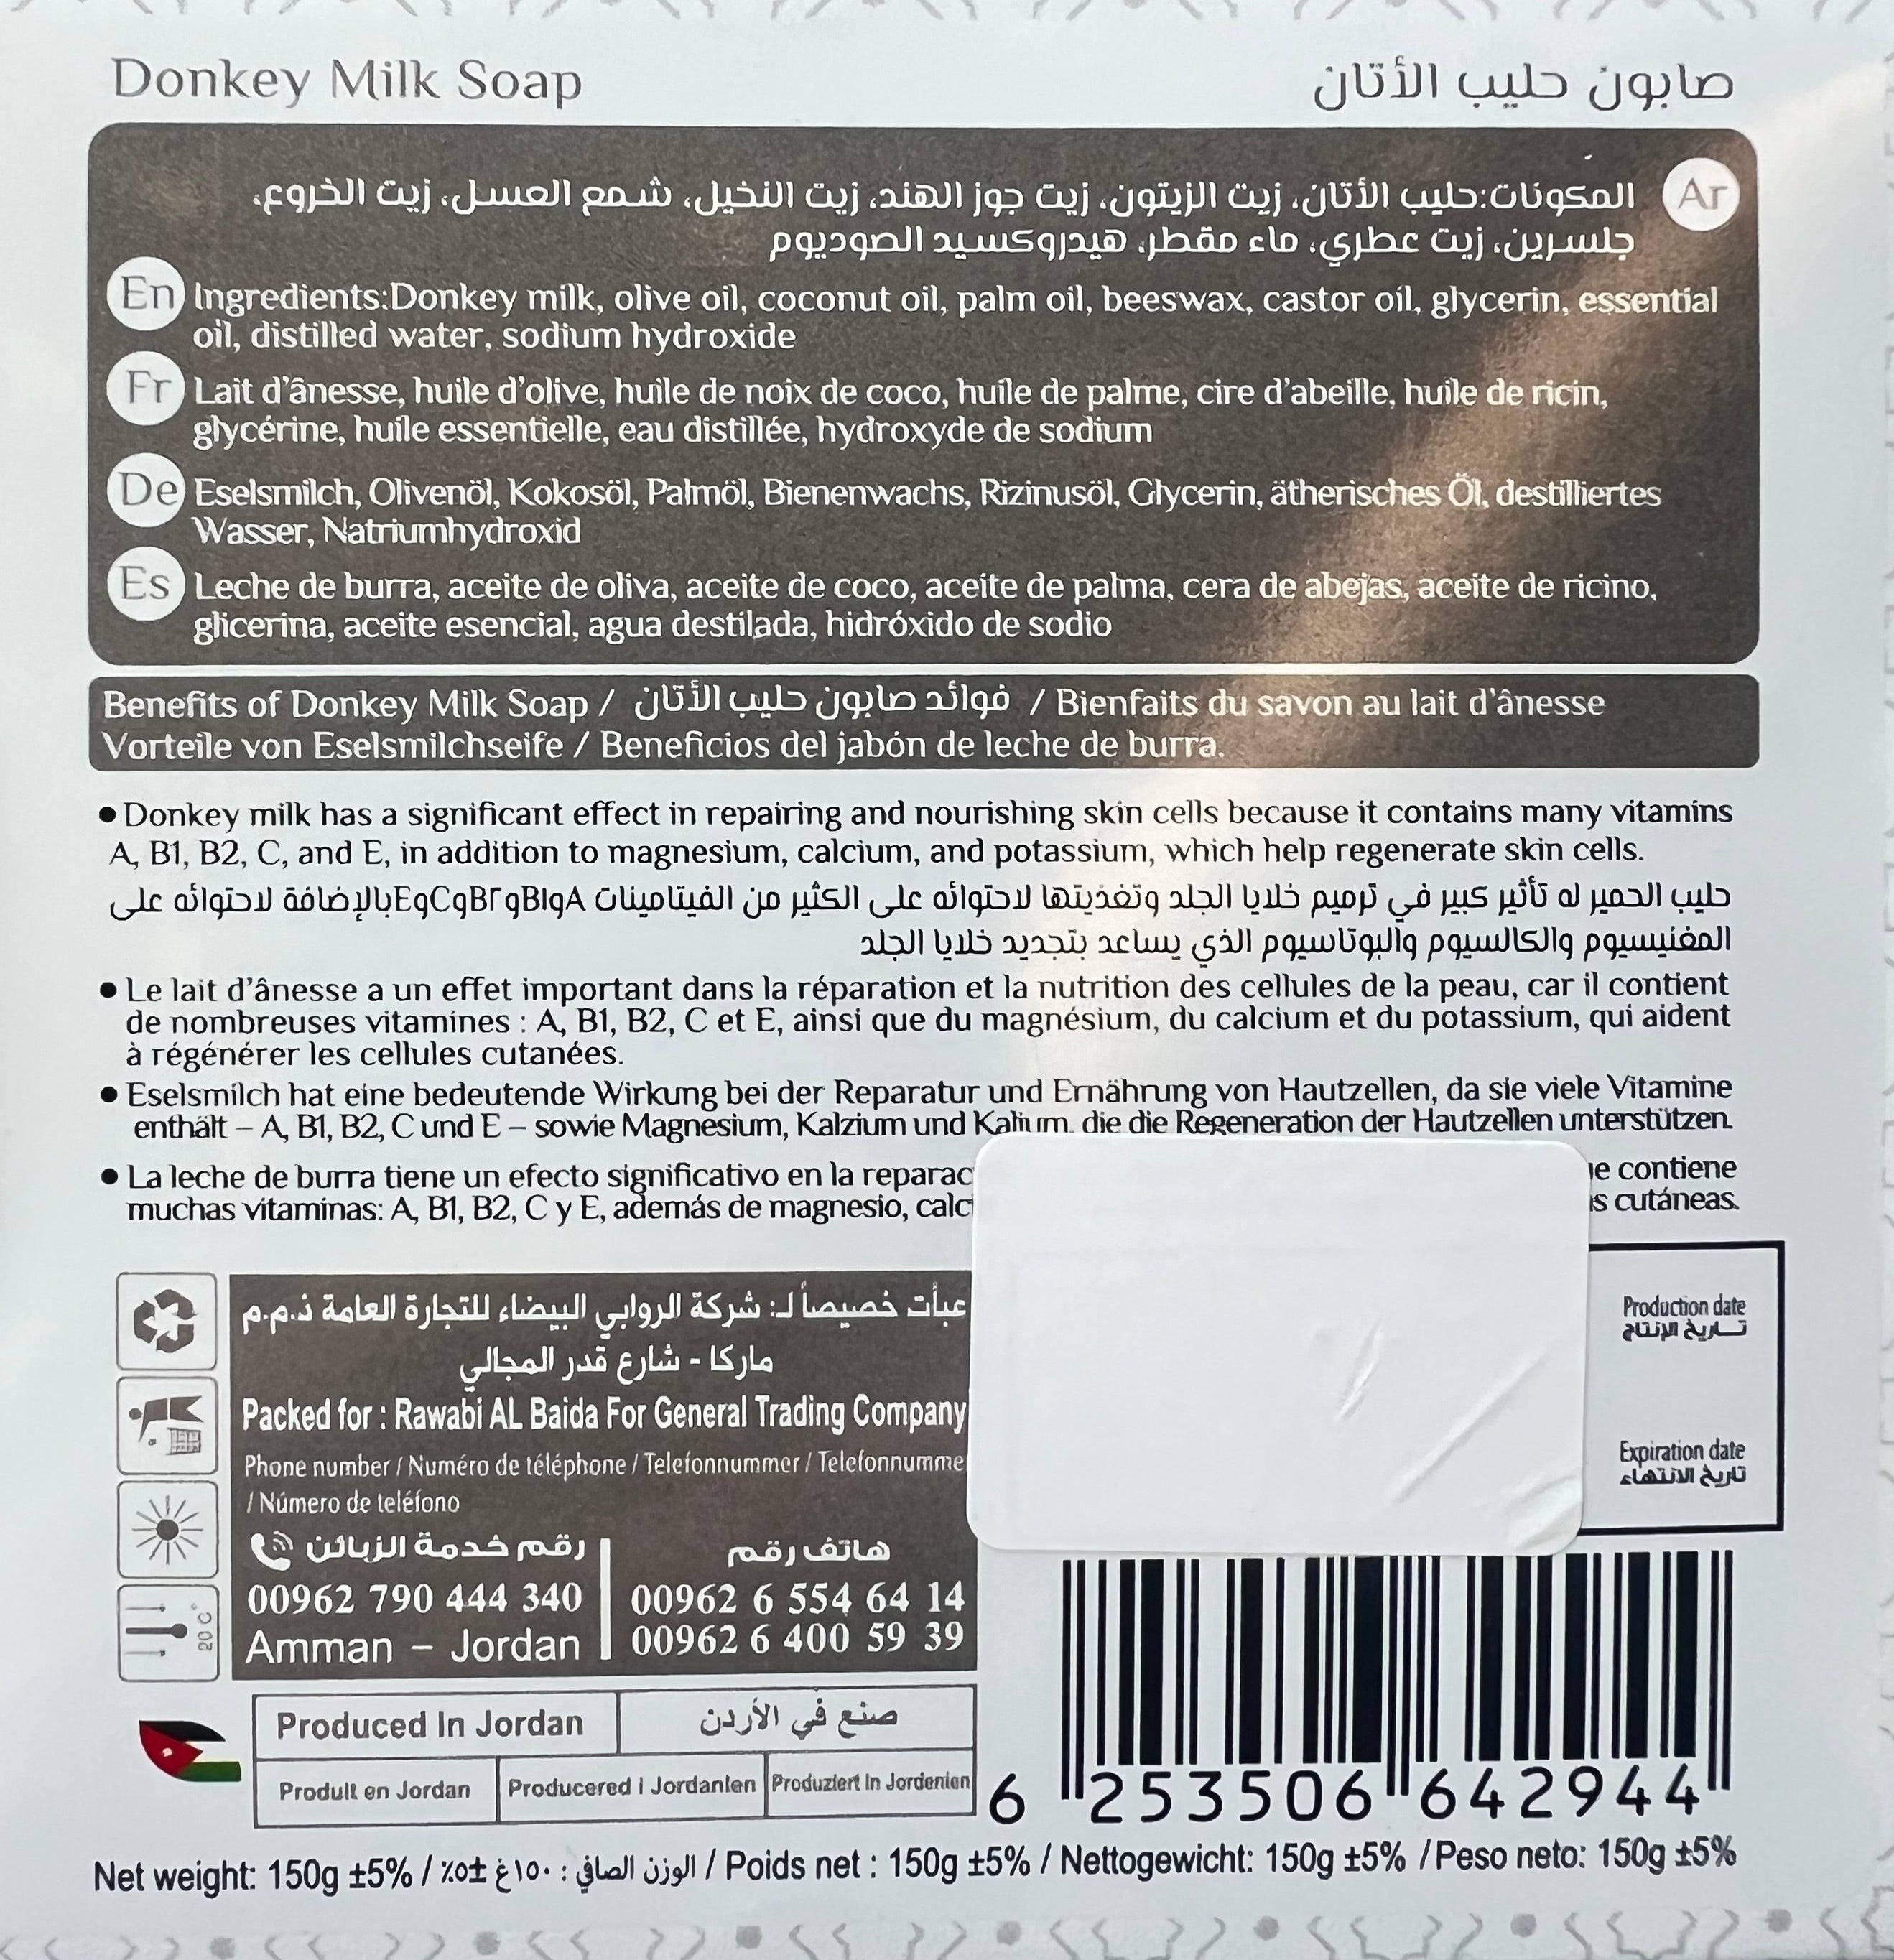 Donkey Milk Soap
صابون حليب الأتان
Ar
المكونات:حليب الأتان، زيت الزيتون، زيت جوز الهند، زيت النخيل، شمع العسل، زيت الخروع،
جلسرين، زيت عطري، ماء مقطر، هيدروكسيد الصوديوم
En
Ingredients:Donkey milk, olive oil, coconut oil, palm oil, beeswax, castor oil, glycerin, essential
oil, distilled water, sodium hydroxide
Fr
Lait d'ânesse, huile d'olive, huile de noix de coco, huile de palme, cire d'abeille, huile de ricin,
glycérine, huile essentielle, eau distillée, hydroxyde de sodium
De
Eselsmilch, Olivenöl, Kokosöl, Palmöl, Bienenwachs, Rizinusöl, Glycerin, ätherisches Öl, destilliertes
Wasser, Natriumhydroxid
Es
Leche de burra, aceite de oliva, aceite de coco, aceite de palma, cera de abejas, aceite de ricino,
glicerina, aceite esencial, agua destilada, hidróxido de sodio
Benefits of Donkey Milk Soap / فوائد صابون حليب الأتان / Bienfaits du savon au lait d'ânesse
Vorteile von Eselsmilchseife / Beneficios del jabón de leche de burra.
● Donkey milk has a significant effect in repairing and nourishing skin cells because it contains many vitamins
A, B1, B2, C, and E, in addition to magnesium, calcium, and potassium, which help regenerate skin cells.
حليب الحمير له تأثير كبير في ترميم خلايا الجلد وتغذيتها لاحتوائه على الكثير من الفيتامينات AوB1وB٢وCوEبالإضافة لاحتوائه على
المغنيسيوم والكالسيوم والبوتاسيوم الذي يساعد بتجديد خلايا الجلد
● Le lait d'ânesse a un effet important dans la réparation et la nutrition des cellules de la peau, car il contient
de nombreuses vitamines : A, B1, B2, C et E, ainsi que du magnésium, du calcium et du potassium, qui aident
à régénérer les cellules cutanées.
● Eselsmilch hat eine bedeutende Wirkung bei der Reparatur und Ernährung von Hautzellen, da sie viele Vitamine
enthält – A, B1, B2, C und E – sowie Magnesium, Kalzium und Kalium, die die Regeneration der Hautzellen unterstützen.
● La leche de burra tiene un efecto significativo en la contiene
muchas vitaminas: A, B1, B2, C y E, además de magnesio, cutáneas.
عبأت خصيصاً لـ: شركة الروابي البيضاء للتجارة العامة ذ.م.م
ماركا - شارع قدر المجالي
Packed for : Rawabi AL Baida For General Trading Company
Phone number / Numéro de téléphone / Telefonnummer / Telefonnumme
/ Número de teléfono
رقم خدمة الزبائن
هاتف رقم
00962 790 444 340
00962 6 554 64 14
Amman – Jordan
00962 6 400 59 39
20 C°
Production date
تـاريخ الإنتاج
Expiration date
تاريخ الانتهاء
Produced In Jordan
صنع في الأردن
Produit en Jordan
Producered i Jordanien
Produziert In Jordenien
6 253506 642944
Net weight: 150g ±5% / الوزن الصافي : ١٥٠غ ±٥٪ / Poids net : 150g ±5% / Nettogewicht: 150g ±5% / Peso neto: 150g ±5%